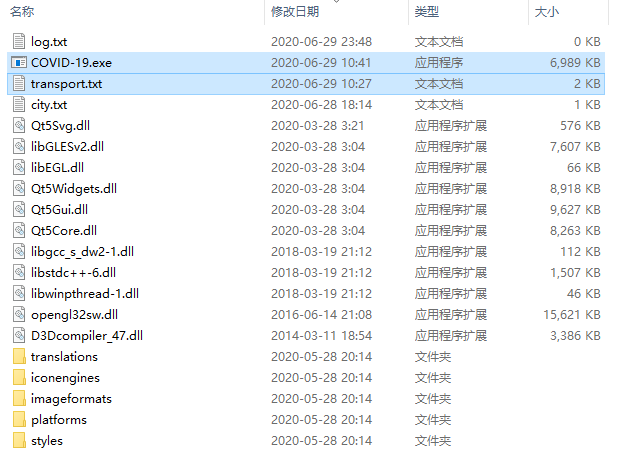 名称 修改日期 类型 大小
log.txt 2020-06-29 23:48 文本文档 0 KB
COVID-19.exe 2020-06-29 10:41 应用程序 6,989 KB
transport.txt 2020-06-29 10:27 文本文档 2 KB
city.txt 2020-06-28 18:14 文本文档 1 KB
Qt5Svg.dll 2020-03-28 3:21 应用程序扩展 576 KB
libGLESv2.dll 2020-03-28 3:04 应用程序扩展 7,607 KB
libEGL.dll 2020-03-28 3:04 应用程序扩展 66 KB
Qt5Widgets.dll 2020-03-28 3:04 应用程序扩展 8,918 KB
Qt5Gui.dll 2020-03-28 3:04 应用程序扩展 9,627 KB
Qt5Core.dll 2020-03-28 3:04 应用程序扩展 8,263 KB
libgcc_s_dw2-1.dll 2018-03-19 21:12 应用程序扩展 112 KB
libstdc++-6.dll 2018-03-19 21:12 应用程序扩展 1,507 KB
libwinpthread-1.dll 2018-03-19 21:12 应用程序扩展 46 KB
opengl32sw.dll 2016-06-14 21:08 应用程序扩展 15,621 KB
D3Dcompiler_47.dll 2014-03-11 18:54 应用程序扩展 3,386 KB
translations 2020-05-28 20:14 文件夹
iconengines 2020-05-28 20:14 文件夹
imageformats 2020-05-28 20:14 文件夹
platforms 2020-05-28 20:14 文件夹
styles 2020-05-28 20:14 文件夹